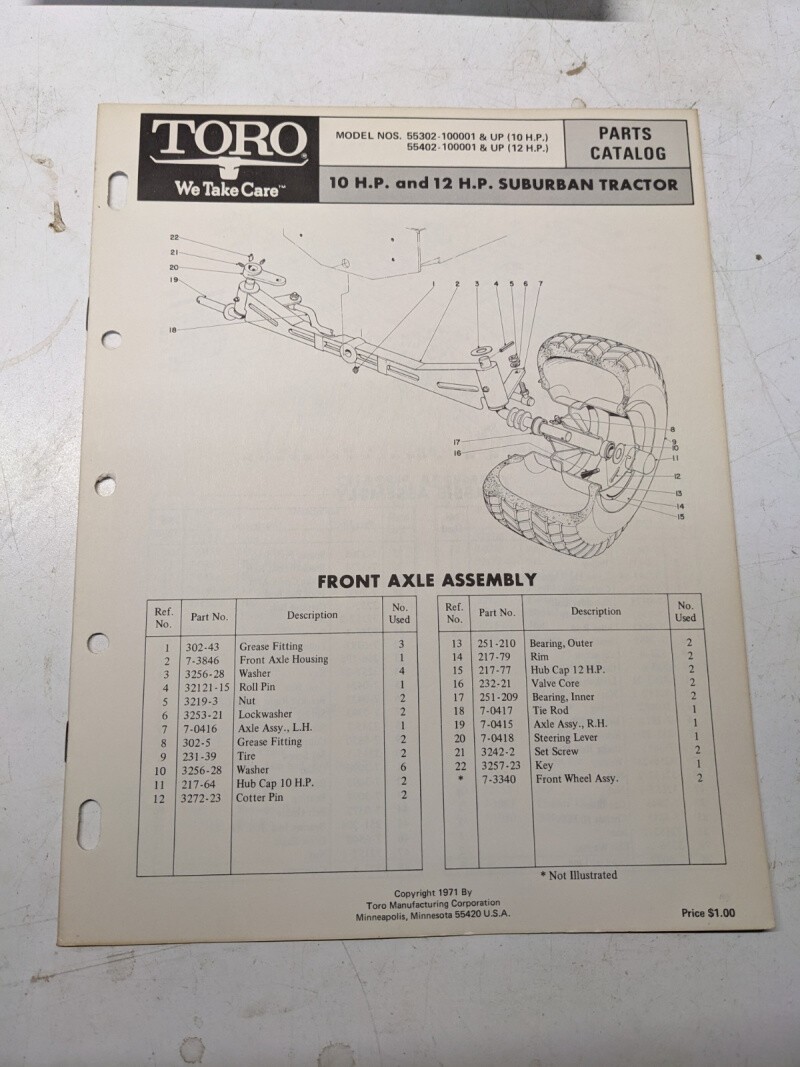 TORO®
We Take Care™
MODEL NOS. 55302-100001 & UP (10 H.P.)
55402-100001 & UP (12 H.P.)
PARTS
CATALOG
10 H.P. and 12 H.P. SUBURBAN TRACTOR
22
21
20
19
18
1
2
3
4
5
6
7
17
16
8
9
10
11
12
13
14
15
FRONT AXLE ASSEMBLY
Ref. No. Part No. Description No. Used
1 302-43 Grease Fitting 3
2 7-3846 Front Axle Housing 1
3 3256-28 Washer 4
4 32121-15 Roll Pin 1
5 3219-3 Nut 2
6 3253-21 Lockwasher 2
7 7-0416 Axle Assy., L.H. 1
8 302-5 Grease Fitting 2
9 231-39 Tire 2
10 3256-28 Washer 6
11 217-64 Hub Cap 10 H.P. 2
12 3272-23 Cotter Pin 2
Ref. No. Part No. Description No. Used
13 251-210 Bearing, Outer 2
14 217-79 Rim 2
15 217-77 Hub Cap 12 H.P. 2
16 232-21 Valve Core 2
17 251-209 Bearing, Inner 2
18 7-0417 Tie Rod 1
19 7-0415 Axle Assy., R.H. 1
20 7-0418 Steering Lever 1
21 3242-2 Set Screw 2
22 3257-23 Key 1
* 7-3340 Front Wheel Assy. 2
* Not Illustrated
Copyright 1971 By
Toro Manufacturing Corporation
Minneapolis, Minnesota 55420 U.S.A.
Price $1.00